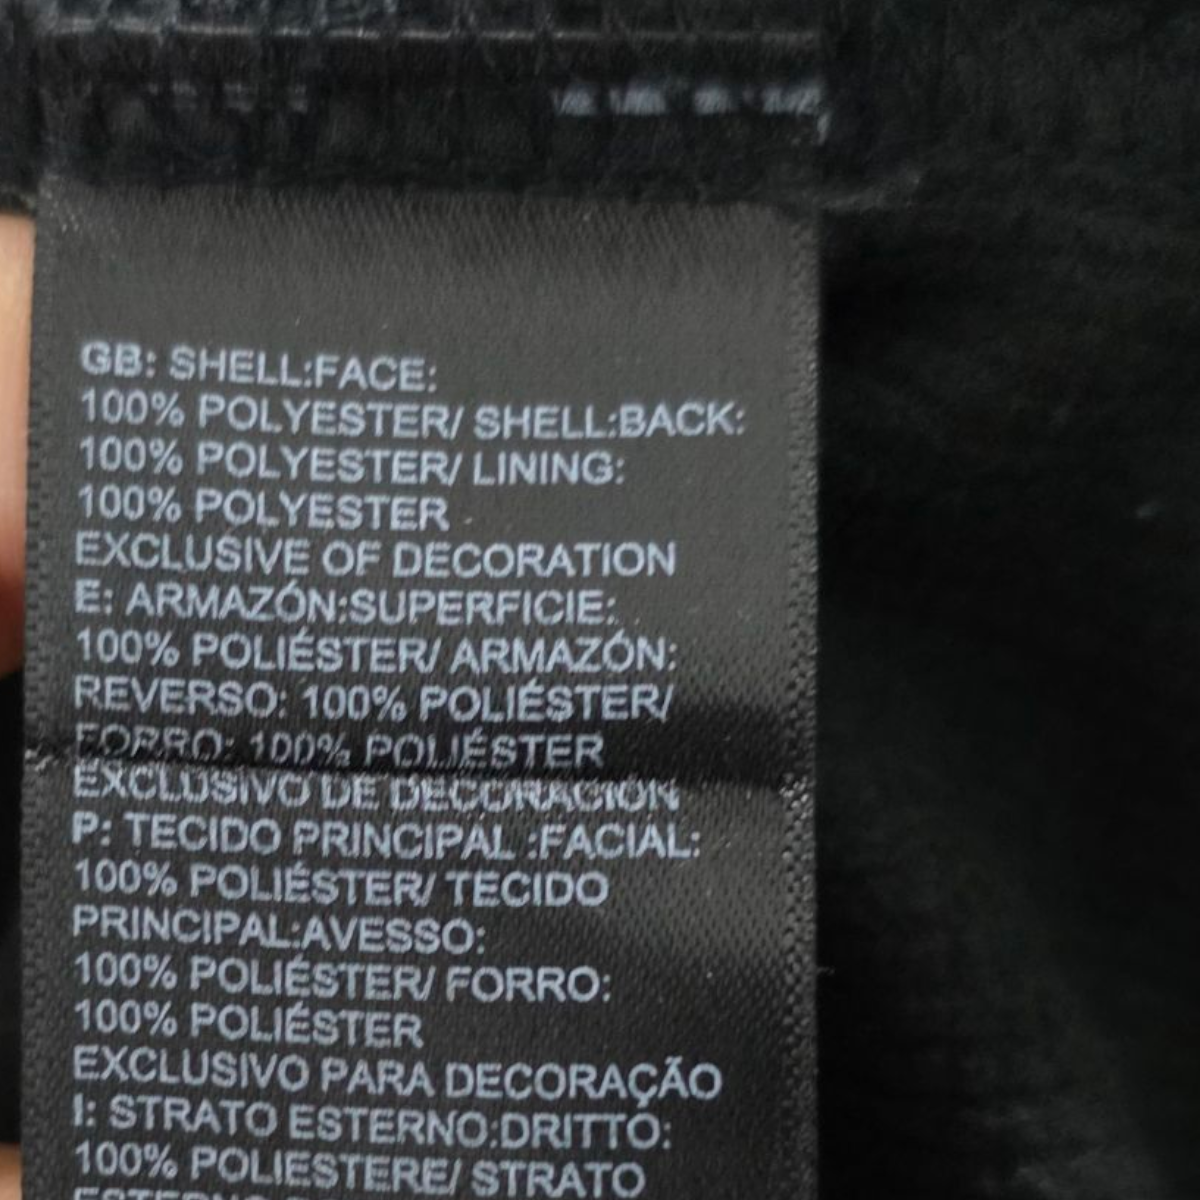 GB: SHELL:FACE:
100% POLYESTER/ SHELL:BACK:
100% POLYESTER/ LINING:
100% POLYESTER
EXCLUSIVE OF DECORATION
E: ARMAZÓN:SUPERFICIE:
100% POLIÉSTER/ ARMAZÓN:
REVERSO: 100% POLIÉSTER/
FORRO: 100% POLIÉSTER
EXCLUSIVO DE DECORACIÓN
P: TECIDO PRINCIPAL :FACIAL:
100% POLIÉSTER/ TECIDO
PRINCIPAL:AVESSO:
100% POLIÉSTER/ FORRO:
100% POLIÉSTER
EXCLUSIVO PARA DECORAÇÃO
I: STRATO ESTERNO:DRITTO:
100% POLIESTERE/ STRATO